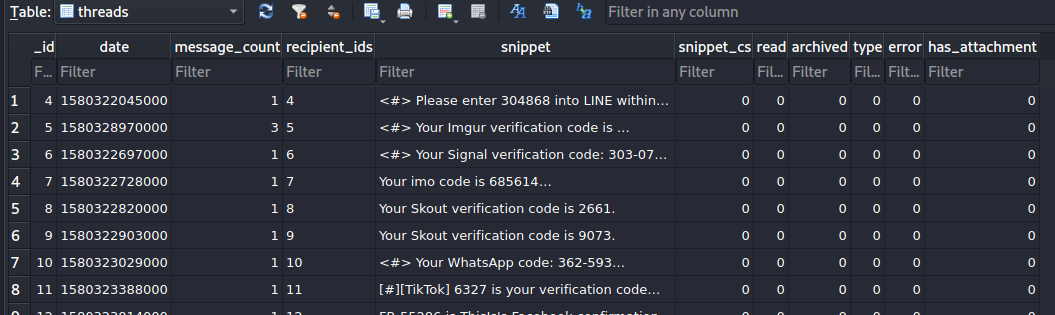 Table: threads Filter in any column
_id date message_count recipient_ids snippet snippet_cs read archived type error has_attachment
F... Filter Filter Filter Filter Filter Fil... Filter Fil... Filt... Filter
1 4 1580322045000 1 4 <#> Please enter 304868 into LINE within... 0 0 0 0 0 0
2 5 1580328970000 3 5 <#> Your Imgur verification code is ... 0 0 0 0 0 0
3 6 1580322697000 1 6 <#> Your Signal verification code: 303-07... 0 0 0 0 0 0
4 7 1580322728000 1 7 Your imo code is 685614... 0 0 0 0 0 0
5 8 1580322820000 1 8 Your Skout verification code is 2661. 0 0 0 0 0 0
6 9 1580322903000 1 9 Your Skout verification code is 9073. 0 0 0 0 0 0
7 10 1580323029000 1 10 <#> Your WhatsApp code: 362-593... 0 0 0 0 0 0
8 11 1580323388000 1 11 [#][TikTok] 6327 is your verification code... 0 0 0 0 0 0